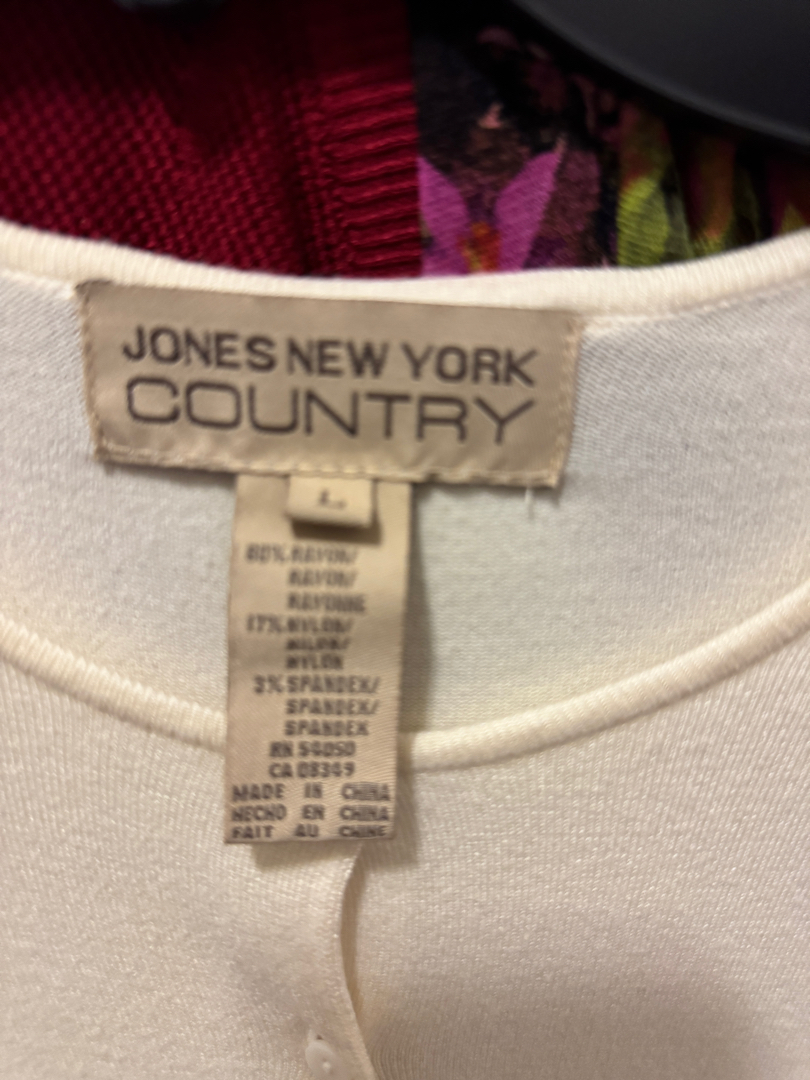 JONES NEW YORK
COUNTRY
L
80% RAYON/
RAYON/
RAYONNE
17% NYLON/
NILON/
NYLON
3% SPANDEX/
SPANDEX/
SPANDEX
RN 54050
CA 08349
MADE IN CHINA
HECHO EN CHINA
FAIT AU CHINE